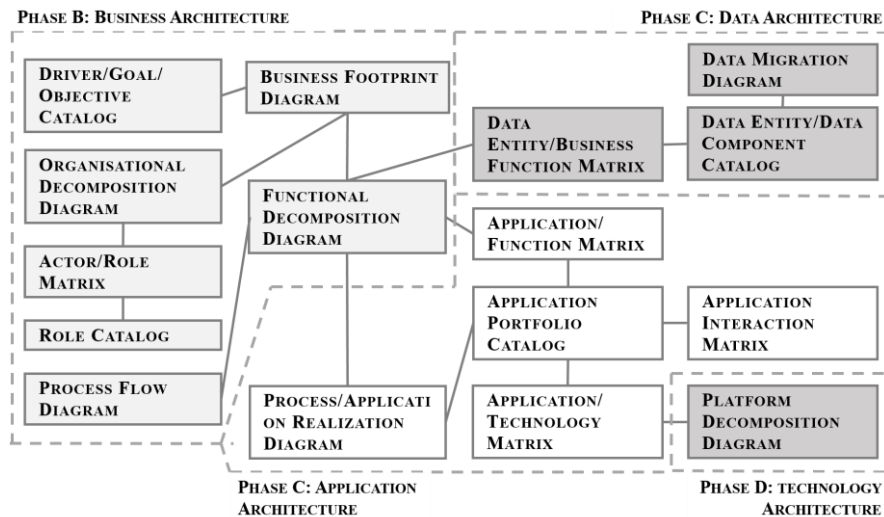 PHASE B: BUSINESS ARCHITECTURE
PHASE C: DATA ARCHITECTURE
DRIVER/GOAL/
OBJECTIVE
CATALOG
BUSINESS FOOTPRINT
DIAGRAM
DATA MIGRATION
DIAGRAM
DATA
ENTITY/BUSINESS
FUNCTION MATRIX
DATA ENTITY/DATA
COMPONENT
CATALOG
ORGANISATIONAL
DECOMPOSITION
DIAGRAM
FUNCTIONAL
DECOMPOSITION
DIAGRAM
APPLICATION/
FUNCTION MATRIX
ACTOR/ROLE
MATRIX
ROLE CATALOG
APPLICATION
PORTFOLIO
CATALOG
APPLICATION
INTERACTION
MATRIX
PROCESS FLOW
DIAGRAM
PROCESS/APPLICATI
ON REALIZATION
DIAGRAM
APPLICATION/
TECHNOLOGY
MATRIX
PLATFORM
DECOMPOSITION
DIAGRAM
PHASE C: APPLICATION
ARCHITECTURE
PHASE D: TECHNOLOGY
ARCHITECTURE